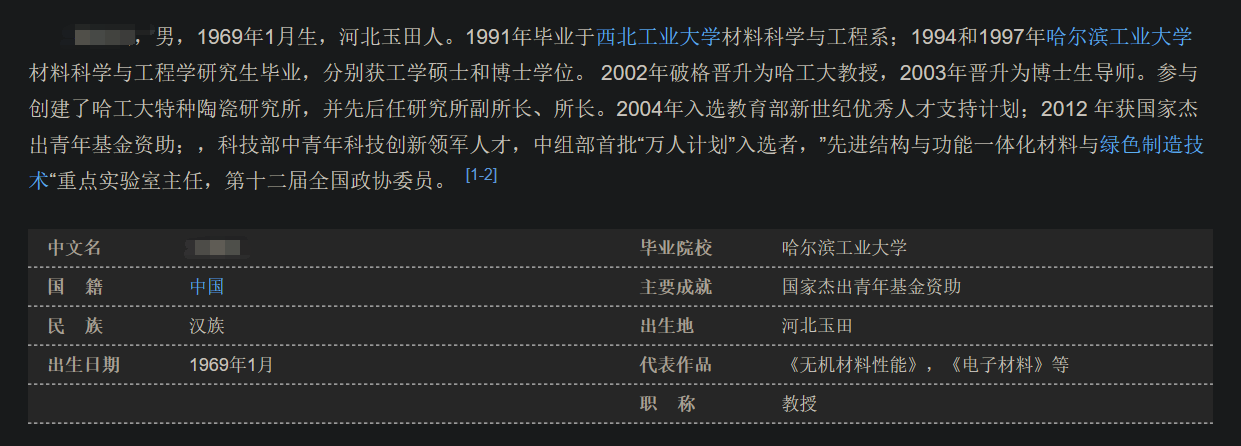 ，男，1969年1月生，河北玉田人。1991年毕业于西北工业大学材料科学与工程系；1994和1997年哈尔滨工业大学
材料科学与工程学研究生毕业，分别获工学硕士和博士学位。 2002年破格晋升为哈工大教授，2003年晋升为博士生导师。参与
创建了哈工大特种陶瓷研究所，并先后任研究所副所长、所长。2004年入选教育部新世纪优秀人才支持计划；2012 年获国家杰
出青年基金资助；，科技部中青年科技创新领军人才，中组部首批“万人计划”入选者，”先进结构与功能一体化材料与绿色制造技
术“重点实验室主任，第十二届全国政协委员。 [1-2]
中文名 毕业院校 哈尔滨工业大学
国 籍 中国 主要成就 国家杰出青年基金资助
民 族 汉族 出生地 河北玉田
出生日期 1969年1月 代表作品 《无机材料性能》，《电子材料》等
职 称 教授